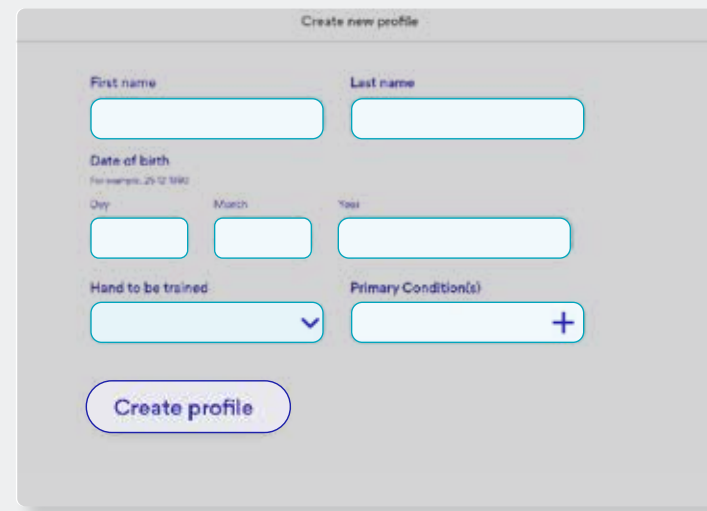 Create new profile
First name Last name
Date of birth
For example, 25 12 1990
Day Month Year
Hand to be trained Primary Condition(s)
Create profile